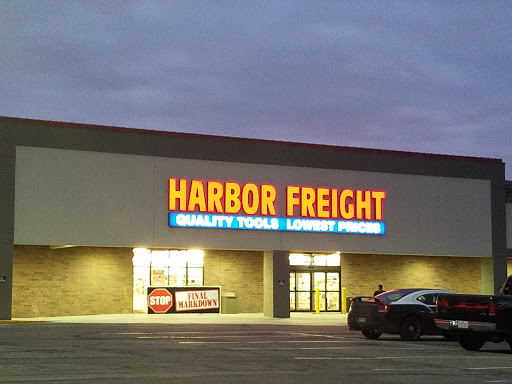 HARBOR FREIGHT
QUALITY TOOLS LOWEST PRICES
STOP FINAL
MARKDOWN